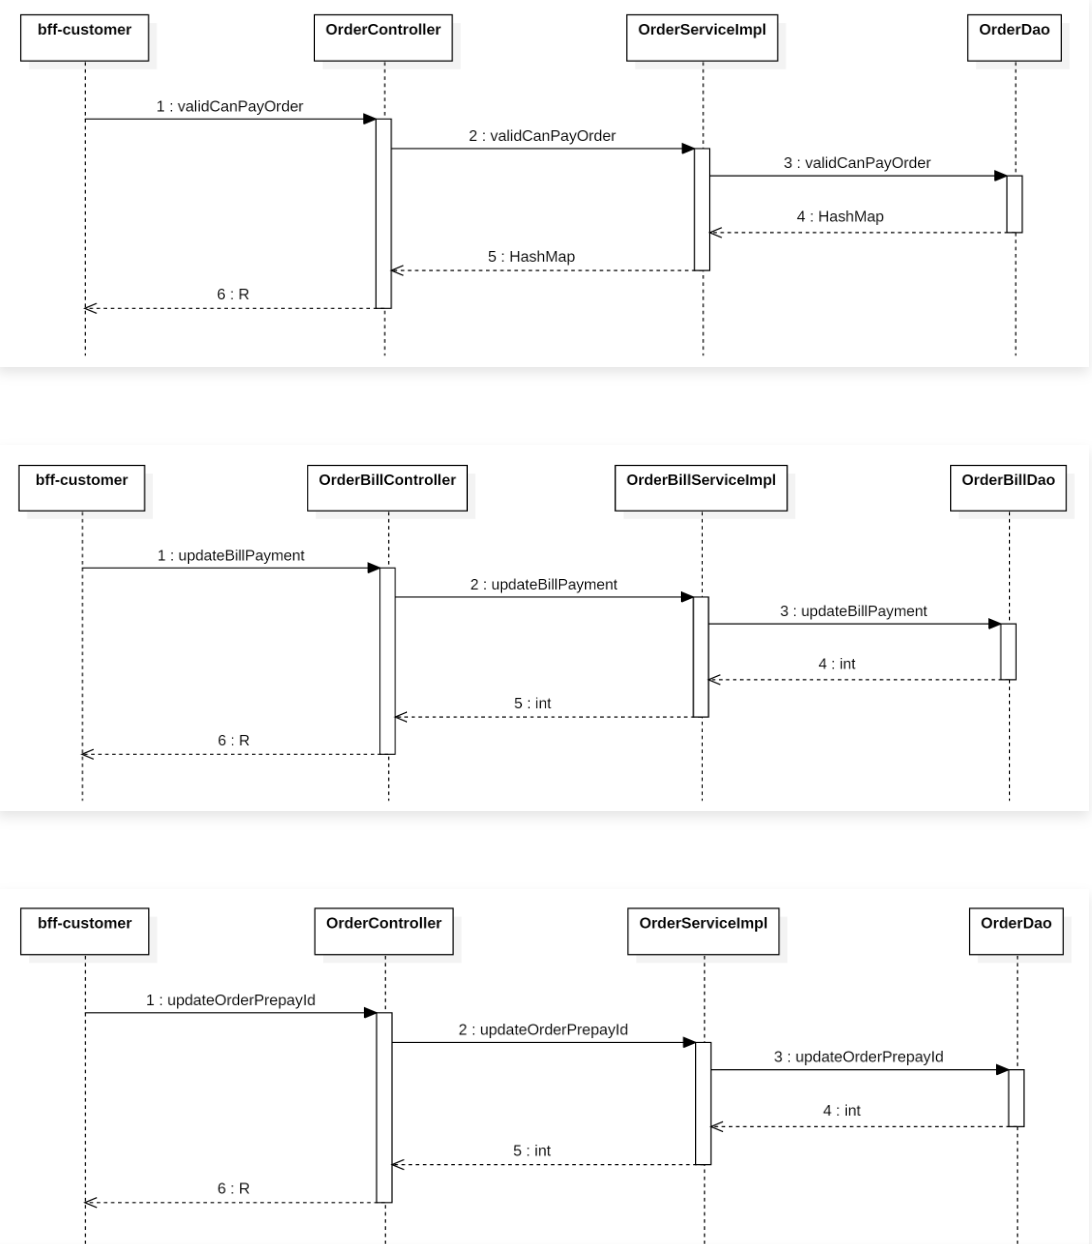 bff-customer OrderController OrderServiceImpl OrderDao
1 : validCanPayOrder
2 : validCanPayOrder
3 : validCanPayOrder
4 : HashMap
5 : HashMap
6 : R
bff-customer OrderBillController OrderBillServiceImpl OrderBillDao
1 : updateBillPayment
2 : updateBillPayment
3 : updateBillPayment
4 : int
5 : int
6 : R
bff-customer OrderController OrderServiceImpl OrderDao
1 : updateOrderPrepayId
2 : updateOrderPrepayId
3 : updateOrderPrepayId
4 : int
5 : int
6 : R